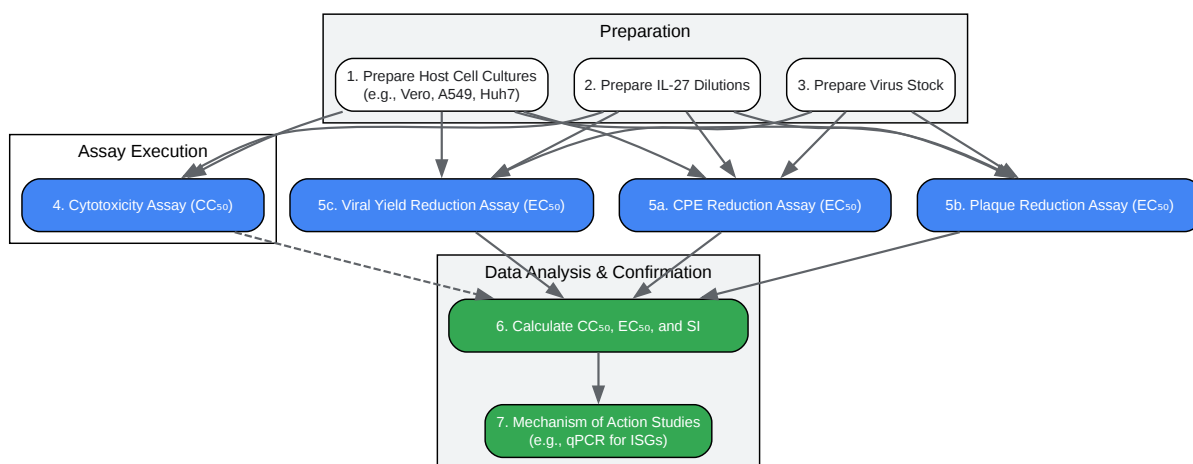 Preparation
1. Prepare Host Cell Cultures
(e.g., Vero, A549, Huh7)
2. Prepare IL-27 Dilutions
3. Prepare Virus Stock
Assay Execution
4. Cytotoxicity Assay (CC₅₀)
5c. Viral Yield Reduction Assay (EC₅₀)
5a. CPE Reduction Assay (EC₅₀)
5b. Plaque Reduction Assay (EC₅₀)
Data Analysis & Confirmation
6. Calculate CC₅₀, EC₅₀, and SI
7. Mechanism of Action Studies
(e.g., qPCR for ISGs)